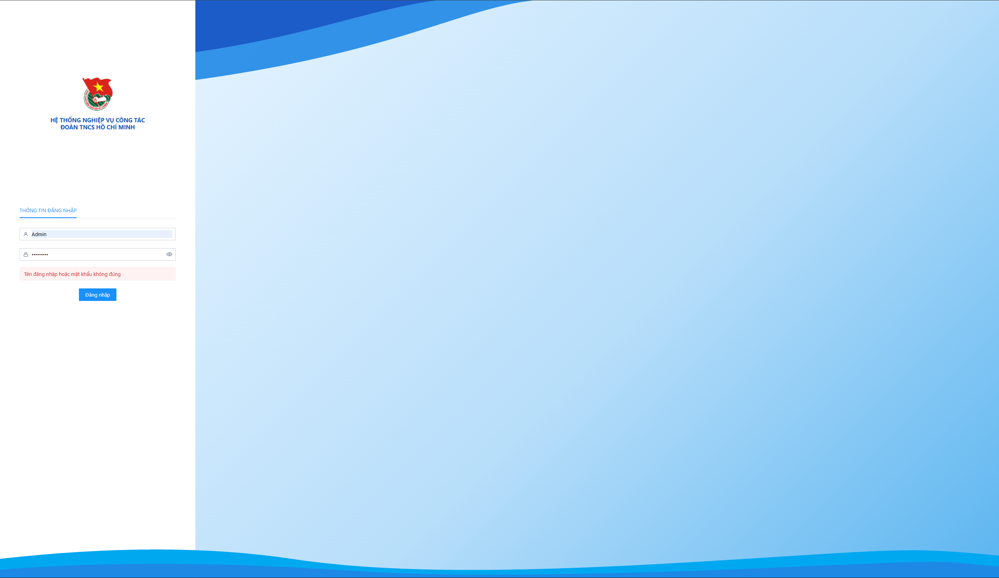 HỆ THỐNG NGHIỆP VỤ CÔNG TÁC
ĐOÀN TNCS HỒ CHÍ MINH
THÔNG TIN ĐĂNG NHẬP
Admin
••••••••
Tên đăng nhập hoặc mật khẩu không đúng
Đăng nhập